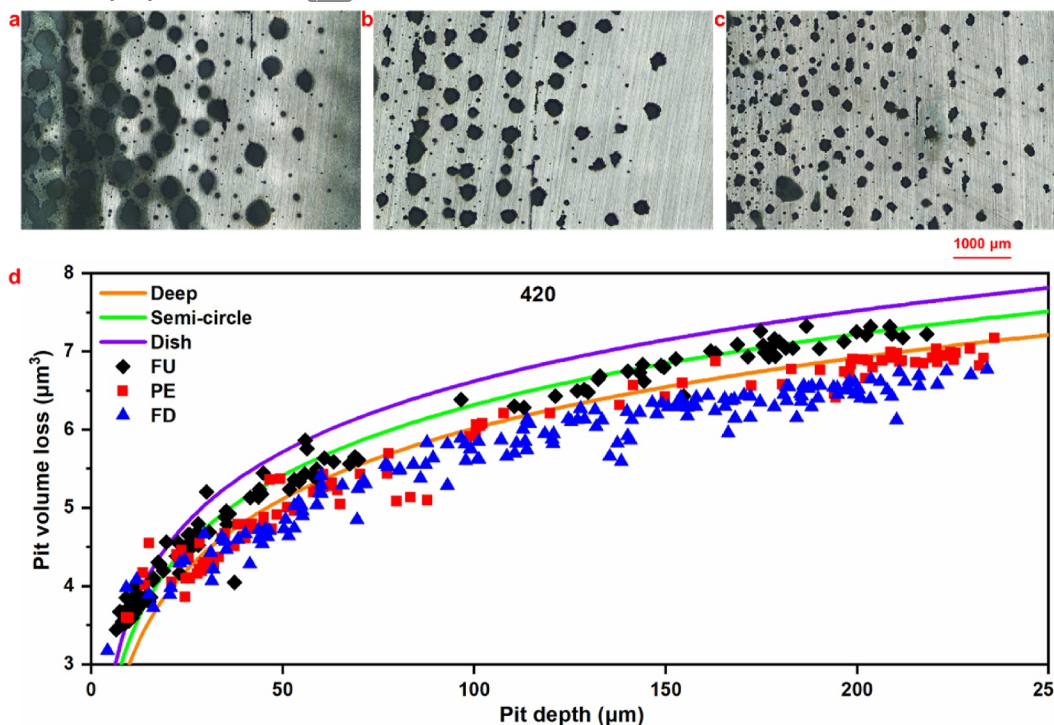 a
b
c
1000 µm
d
8
7
6
5
4
3
Pit volume loss (µm³)
420
Deep
Semi-circle
Dish
FU
PE
FD
0
50
100
150
200
25
Pit depth (µm)